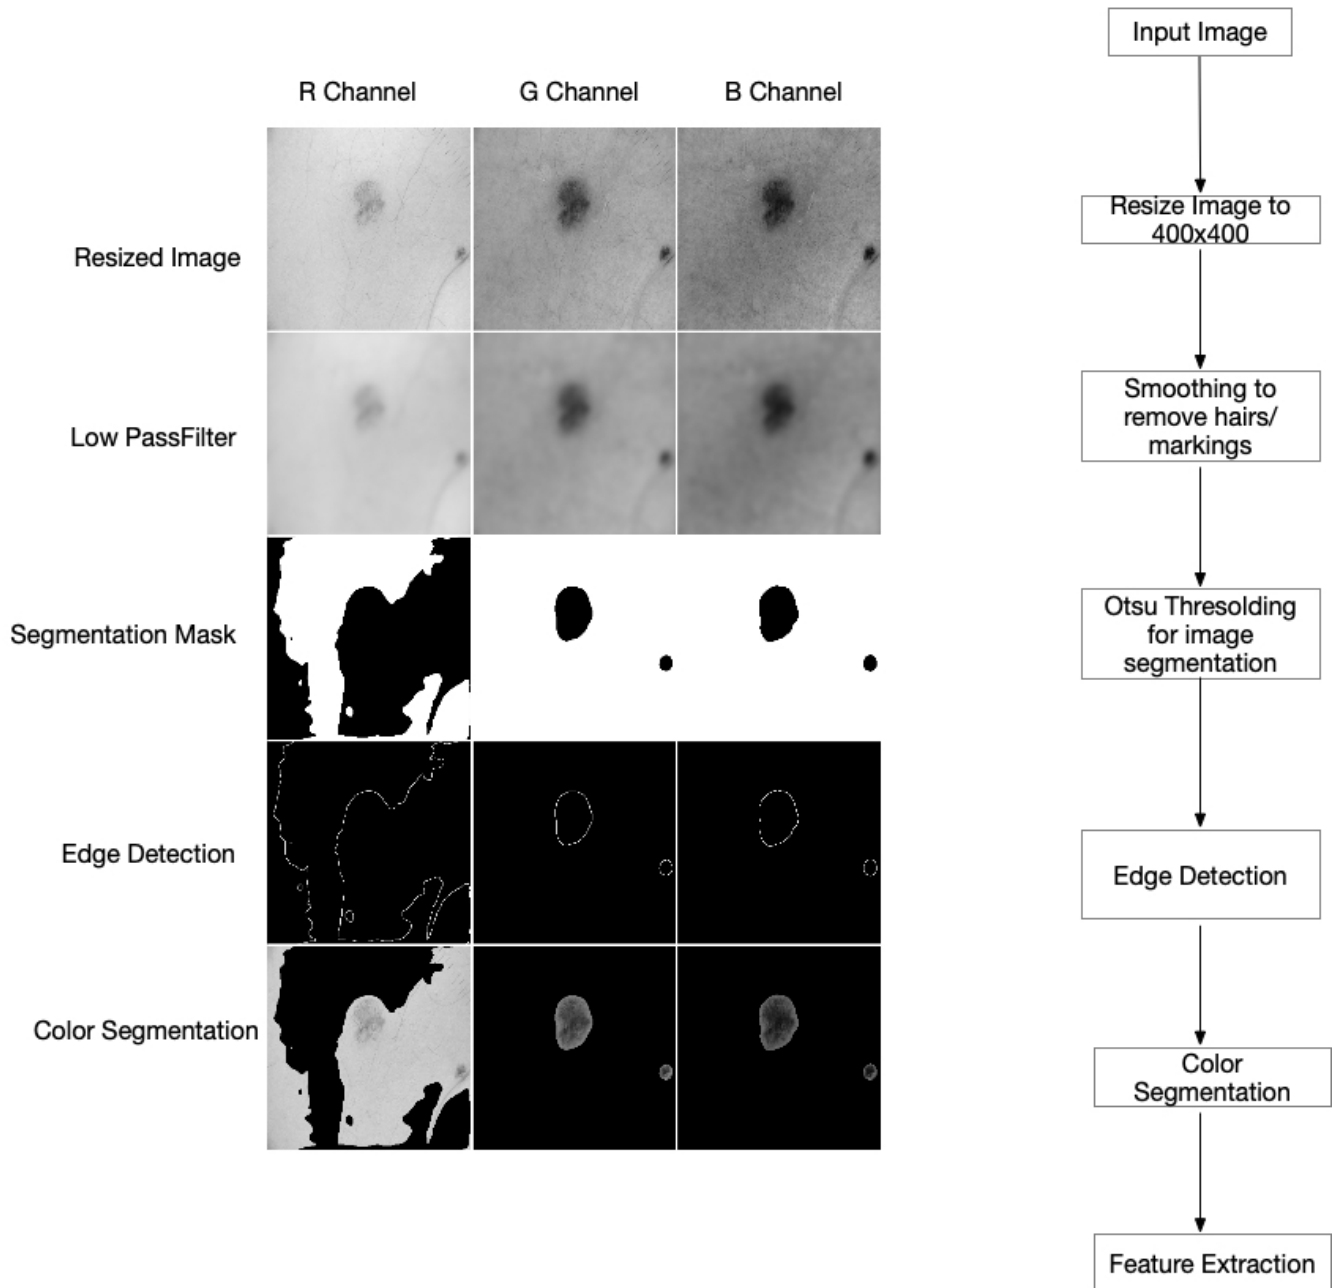 R Channel
G Channel
B Channel
Resized Image
Low PassFilter
Segmentation Mask
Edge Detection
Color Segmentation
Input Image
Resize Image to
400x400
Smoothing to
remove hairs/
markings
Otsu Thresolding
for image
segmentation
Edge Detection
Color
Segmentation
Feature Extraction